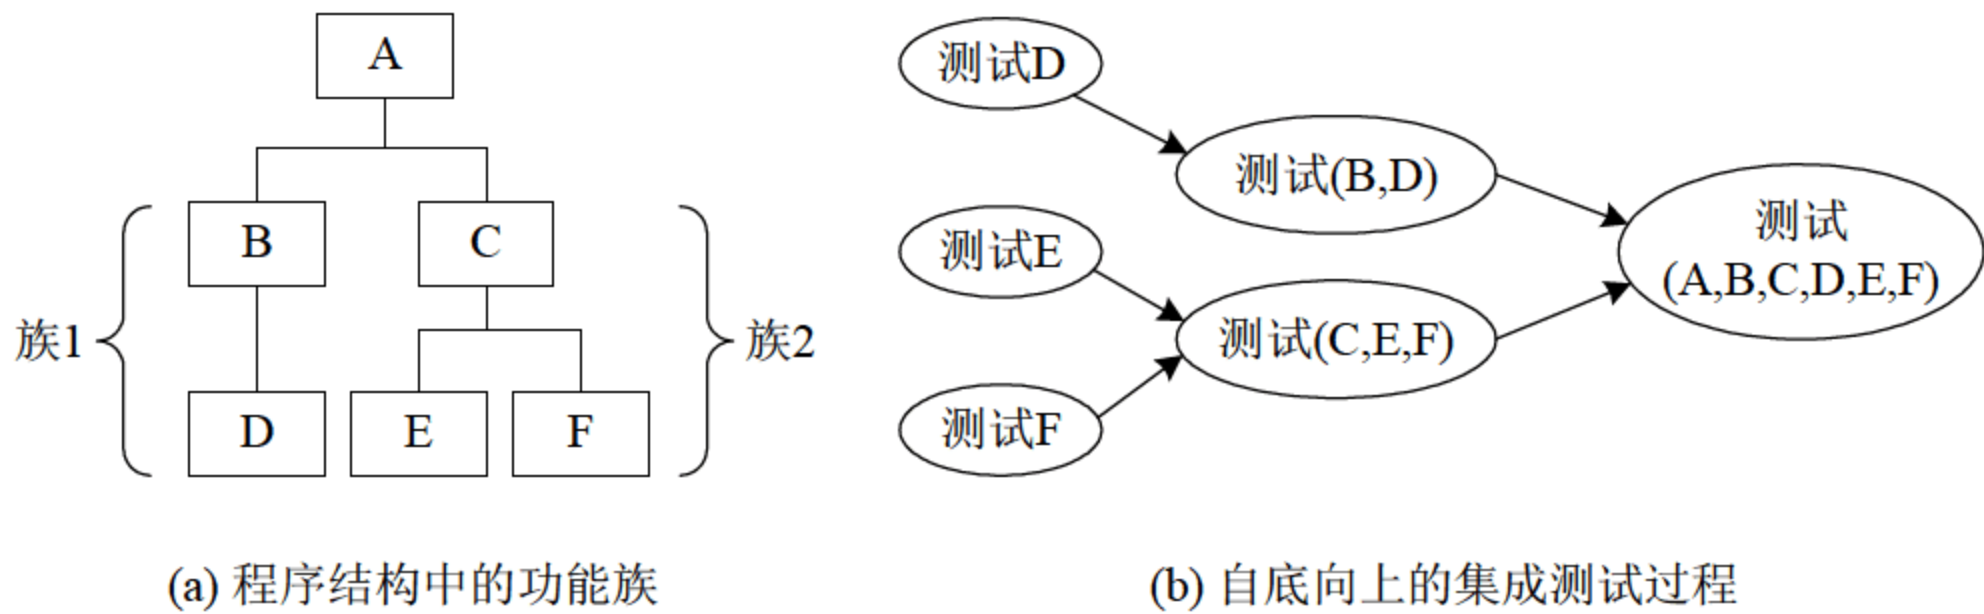 A
B
C
族1
族2
D
E
F
(a) 程序结构中的功能族
测试D
测试(B,D)
测试E
测试
(A,B,C,D,E,F)
测试(C,E,F)
测试F
(b) 自底向上的集成测试过程